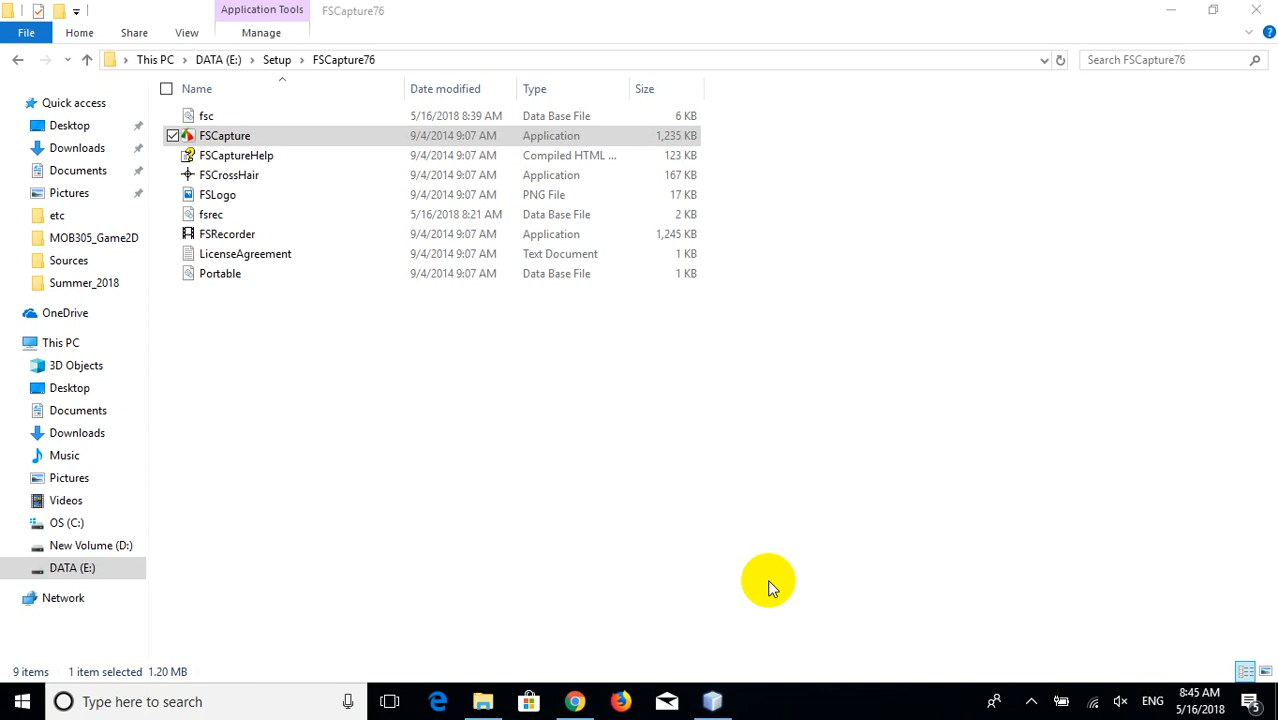 Application Tools FSCapture76
File Home Share View Manage
This PC DATA (E:) Setup FSCapture76 Search FSCapture76
Name Date modified Type Size
fsc 5/16/2018 8:39 AM Data Base File 6 KB
FSCapture 9/4/2014 9:07 AM Application 1,235 KB
FSCaptureHelp 9/4/2014 9:07 AM Compiled HTML ... 123 KB
FSCrossHair 9/4/2014 9:07 AM Application 167 KB
FSLogo 9/4/2014 9:07 AM PNG File 17 KB
fsrec 5/16/2018 8:21 AM Data Base File 2 KB
FSRecorder 9/4/2014 9:07 AM Application 1,245 KB
LicenseAgreement 9/4/2014 9:07 AM Text Document 1 KB
Portable 9/4/2014 9:07 AM Data Base File 1 KB
Quick access
Desktop
Downloads
Documents
Pictures
etc
MOB305_Game2D
Sources
Summer_2018
OneDrive
This PC
3D Objects
Desktop
Documents
Downloads
Music
Pictures
Videos
OS (C:)
New Volume (D:)
DATA (E:)
Network
9 items 1 item selected 1.20 MB
Type here to search
ENG
8:45 AM
5/16/2018
5